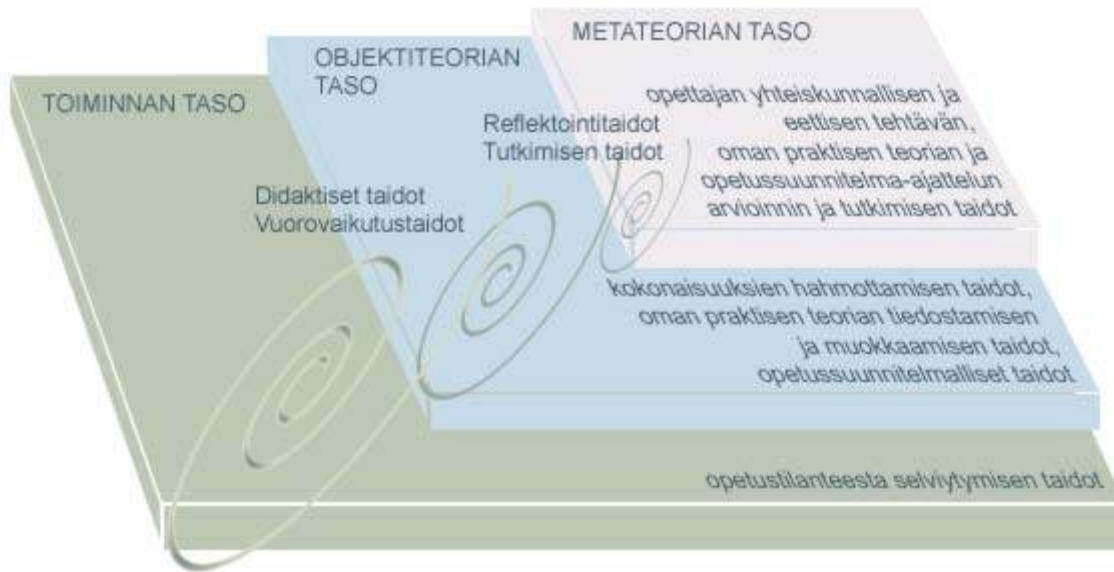 TOIMINNAN TASO
OBJEKTITEORIAN
TASO
METATEORIAN TASO
Didaktiset taidot
Vuorovaikutustaidot
Reflektointitaidot
Tutkimisen taidot
opettajan yhteiskunnallisen ja
eettisen tehtävän,
oman praktisen teorian ja
opetussuunnitelma-ajattelun
arvioinnin ja tutkimisen taidot
kokonaisuuksien hahmottamisen taidot,
oman praktisen teorian tiedostamisen
ja muokkaamisen taidot,
opetussuunnitelmalliset taidot
opetustilanteesta selviytymisen taidot